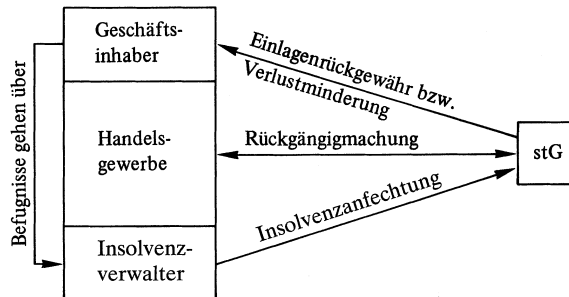 Geschäfts-
inhaber
Einlagenrückgewähr bzw.
Verlustminderung
Befugnisse gehen über
Handels-
gewerbe
Rückgängigmachung
stG
Insolvenzanfechtung
Insolvenz-
verwalter